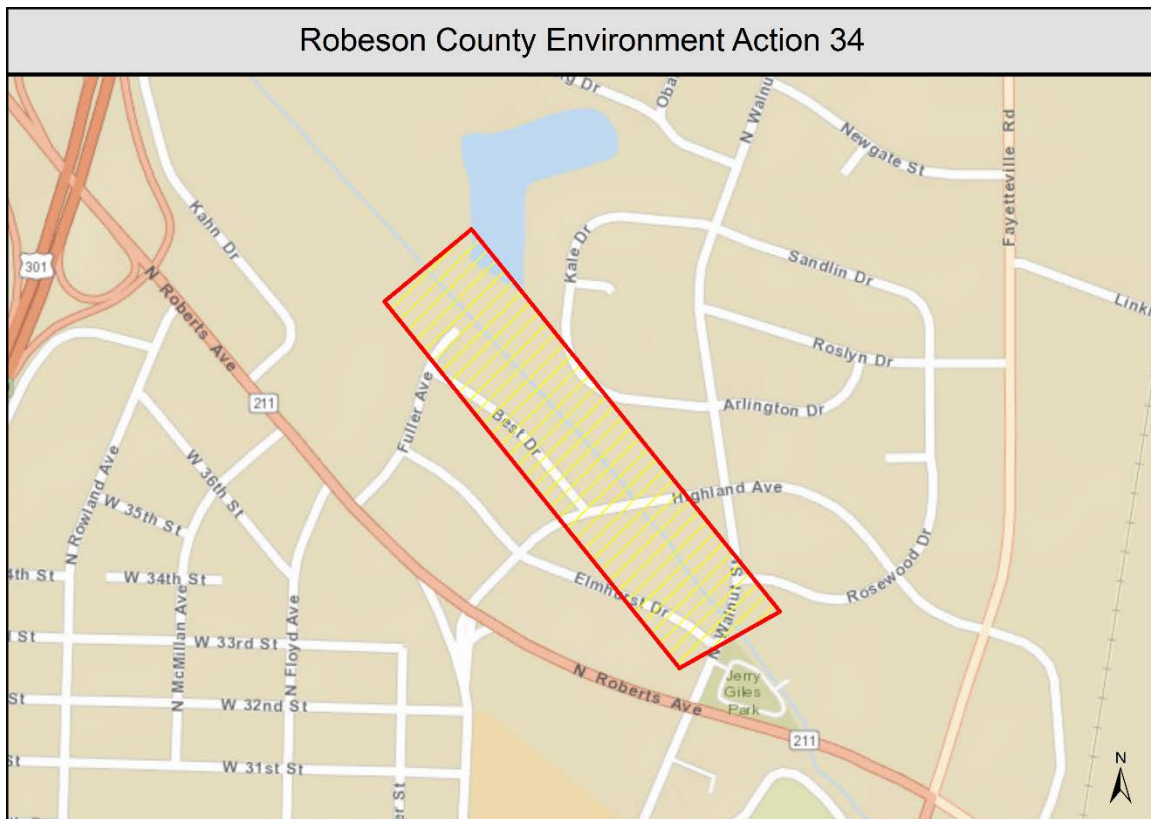 Robeson County Environment Action 34
N Walnut
Newgate St
Fayetteville Rd
Kahn Dr
301
N Roberts Ave
Kale Dr
Sandlin Dr
Roslyn Dr
Arlington Dr
211
Fuller Ave
Best Dr
W 36th St
N Rowland Ave
W 35th St
Highland Ave
W 34th St
Elmhurst Dr
N Walnut St
Rosewood Dr
N McMillan Ave
N Floyd Ave
W 33rd St
N Roberts Ave
Jerry
Giles
Park
W 32nd St
211
W 31st St
N